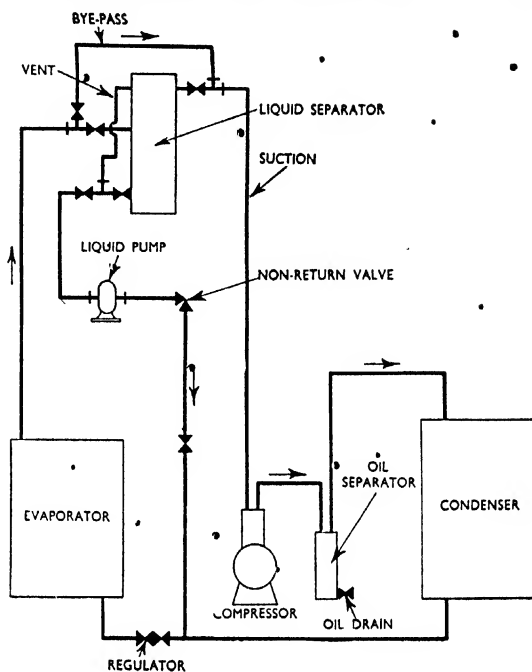 BYE-PASS
VENT
LIQUID SEPARATOR
SUCTION
LIQUID PUMP
NON-RETURN VALVE
EVAPORATOR
OIL
SEPARATOR
CONDENSER
COMPRESSOR
OIL DRAIN
REGULATOR